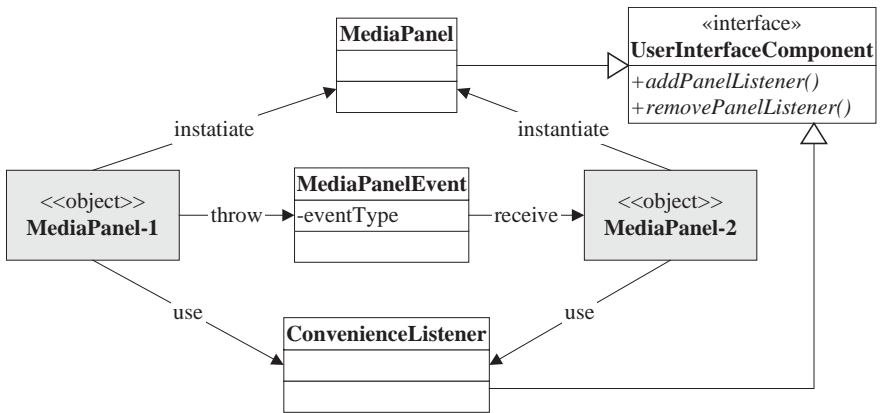 MediaPanel
«interface»
UserInterfaceComponent
+addPanelListener()
+removePanelListener()
instatiate
instantiate
<<object>>
MediaPanel-1
throw
MediaPanelEvent
-eventType
receive
<<object>>
MediaPanel-2
use
use
ConvenienceListener